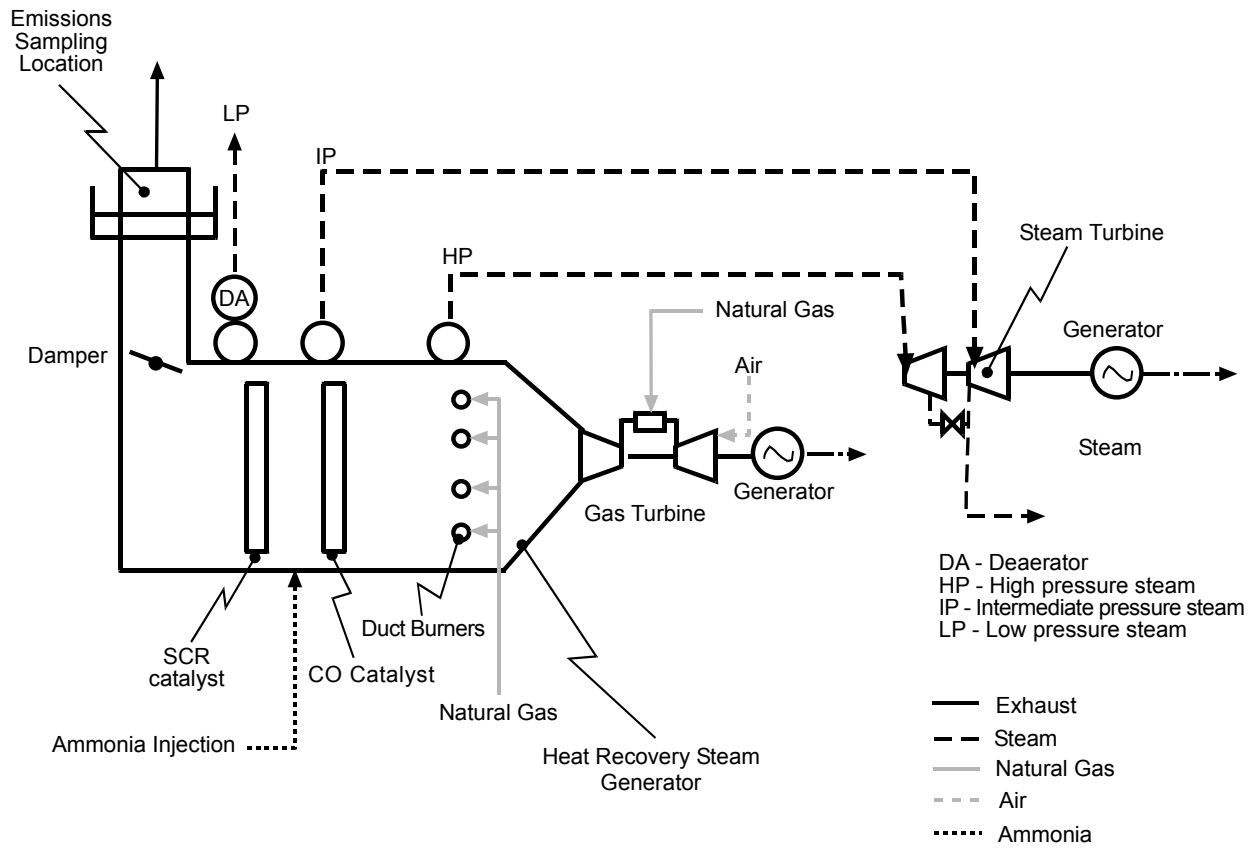 Emissions
Sampling
Location
LP
IP
HP
DA
Damper
Natural Gas
Air
Steam Turbine
Generator
Steam
Generator
Gas Turbine
SCR
catalyst
CO Catalyst
Duct Burners
Natural Gas
Ammonia Injection
Heat Recovery Steam
Generator
DA - Deaerator
HP - High pressure steam
IP - Intermediate pressure steam
LP - Low pressure steam
Exhaust
Steam
Natural Gas
Air
Ammonia